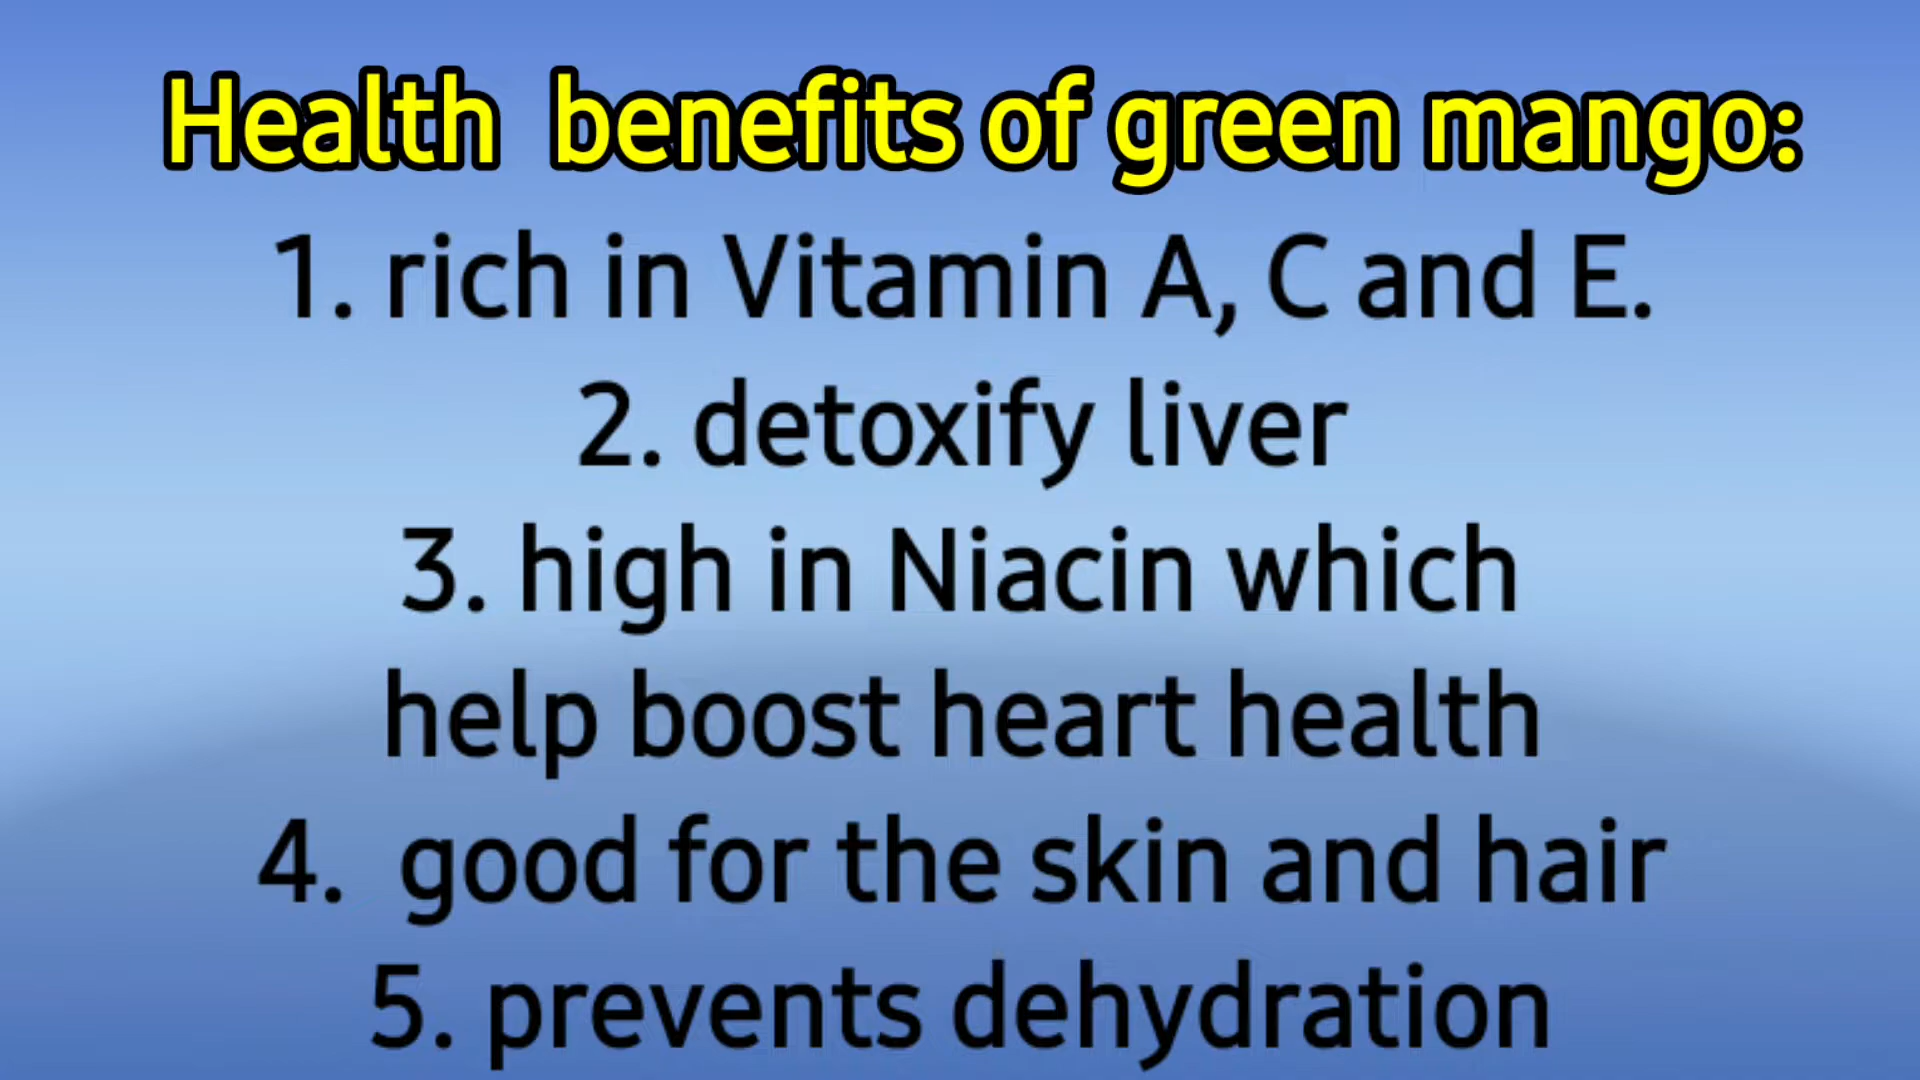 Health  benefits of green mango:
1. rich in Vitamin A, C and E.
2. detoxify liver
3. high in Niacin which
help boost heart health
4.  good for the skin and hair
5. prevents dehydration